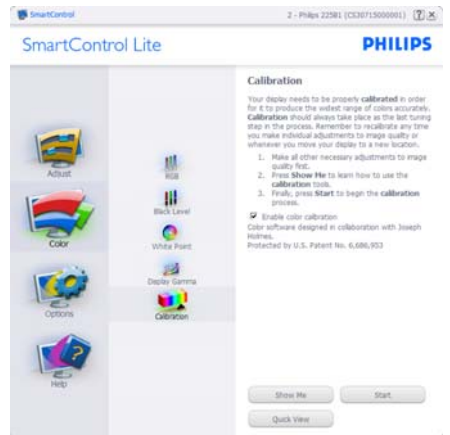 SmartControl
2 - Philips 225B1 (CS30715000001)
SmartControl Lite
PHILIPS
Adjust
Color
Options
Help
RGB
Black Level
White Point
Display Gamma
Calibration
Calibration
Your display needs to be properly calibrated in order
for it to produce the widest range of colors accurately.
Calibration should always take place as the last tuning
step in the process. Remember to recalibrate any time
you make individual adjustments to image quality or
whenever you move your display to a new location.
1. Make all other necessary adjustments to image
quality first.
2. Press Show Me to learn how to use the
calibration tools.
3. Finally, press Start to begin the calibration
process.
Enable color calibration
Color software designed in collaboration with Joseph
Holmes.
Protected by U.S. Patent No. 6,686,953
Show Me
Start
Quick View